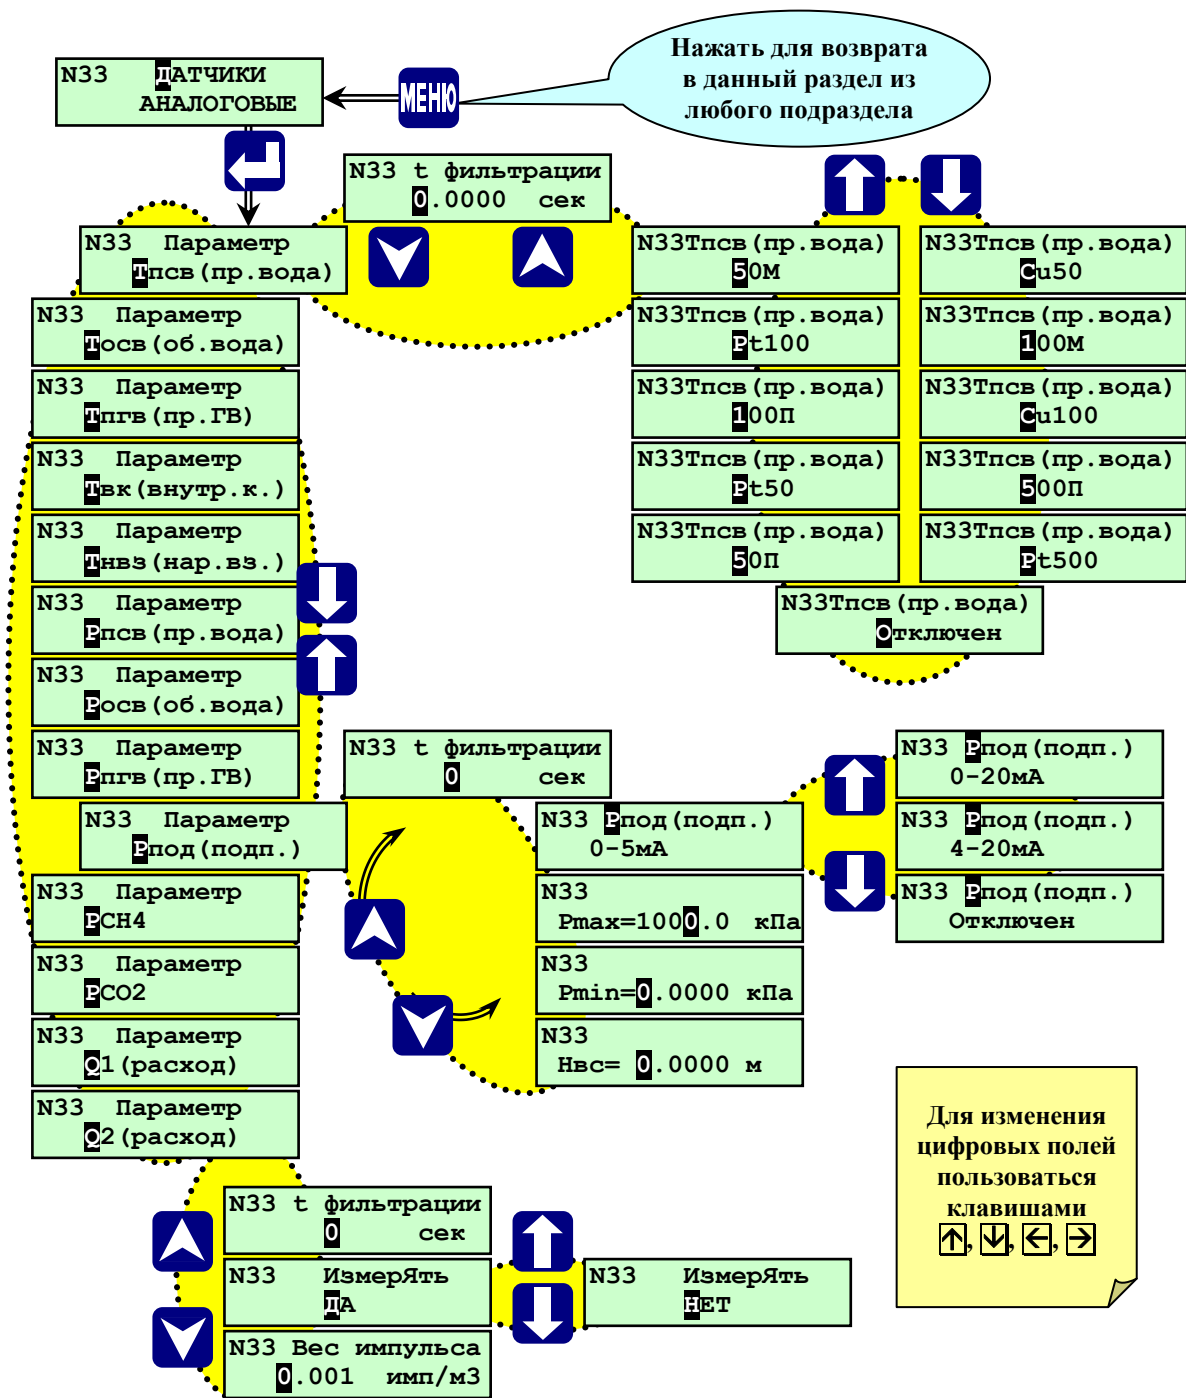 Нажать для возврата
в данный раздел из
любого подраздела
N33 ДАТЧИКИ
АНАЛОГОВЫЕ
МЕНЮ
N33 t фильтрации
0.0000 сек
N33 Параметр
Тпсв(пр.вода)
N33 Параметр
Тосв(об.вода)
N33 Параметр
Тпгв(пр.ГВ)
N33 Параметр
Твк(внутр.к.)
N33 Параметр
Тнвз(нар.вз.)
N33 Параметр
Рпсв(пр.вода)
N33 Параметр
Росв(об.вода)
N33 Параметр
Рпгв(пр.ГВ)
N33 Параметр
Рпод(подп.)
N33 Параметр
РСН4
N33 Параметр
РСО2
N33 Параметр
Q1(расход)
N33 Параметр
Q2(расход)
N33Тпсв(пр.вода)
50М
N33Тпсв(пр.вода)
Pt100
N33Тпсв(пр.вода)
100П
N33Тпсв(пр.вода)
Pt50
N33Тпсв(пр.вода)
50П
N33Тпсв(пр.вода)
Cu50
N33Тпсв(пр.вода)
100М
N33Тпсв(пр.вода)
Cu100
N33Тпсв(пр.вода)
500П
N33Тпсв(пр.вода)
Pt500
N33Тпсв(пр.вода)
Отключен
N33 t фильтрации
0 сек
N33 Рпод(подп.)
0-5мА
N33
Pmax=1000.0 кПа
N33
Pmin=0.0000 кПа
N33
Нвс= 0.0000 м
N33 Рпод(подп.)
0-20мА
N33 Рпод(подп.)
4-20мА
N33 Рпод(подп.)
Отключен
Для изменения
цифровых полей
пользоваться
клавишами
↑, ↓, ←, →
N33 t фильтрации
0 сек
N33 ИзмерЯть
ДА
N33 ИзмерЯть
НЕТ
N33 Вес импульса
0.001 имп/м3